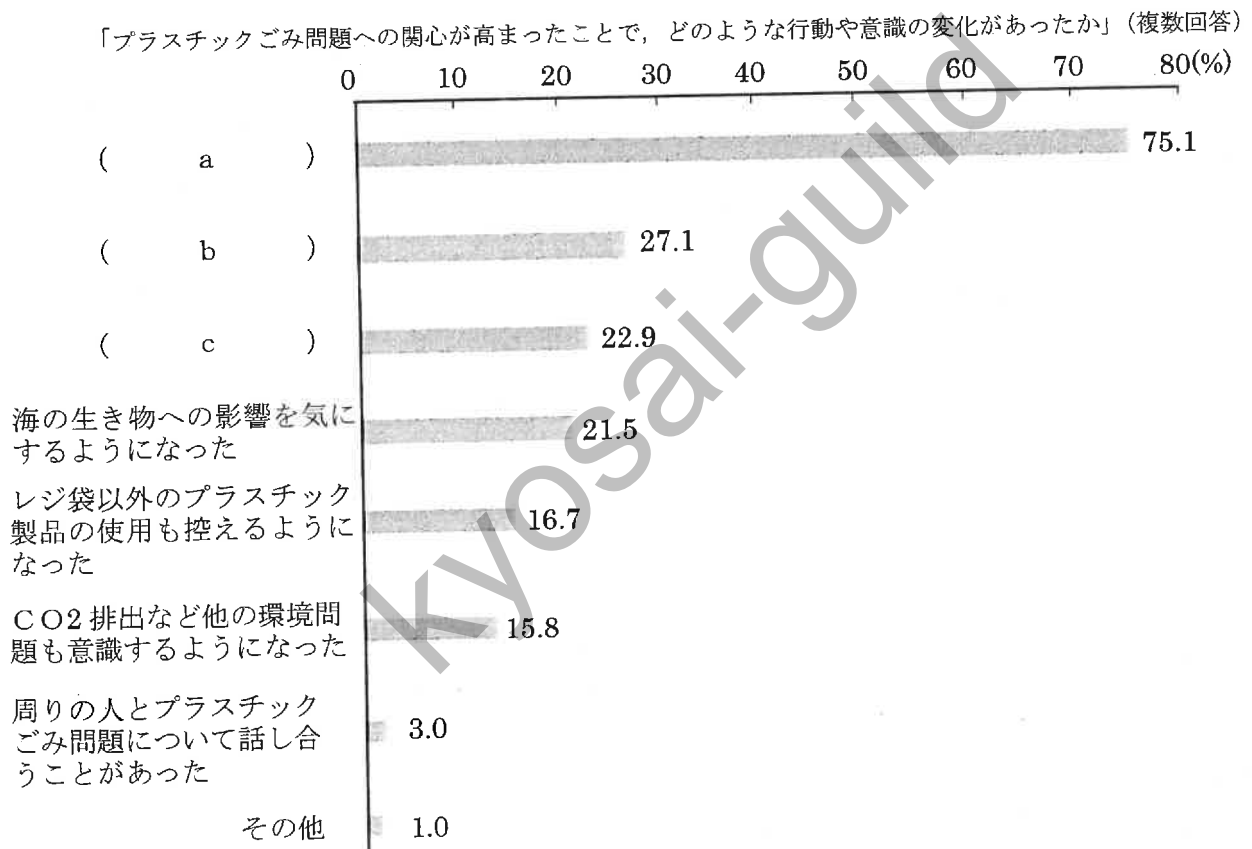 「プラスチックごみ問題への関心が高まったことで，どのような行動や意識の変化があったか」（複数回答）
0 10 20 30 40 50 60 70 80(%)
( a ) 75.1
( b ) 27.1
( c ) 22.9
海の生き物への影響を気に
するようになった 21.5
レジ袋以外のプラスチック
製品の使用も控えるように 16.7
なった
ＣＯ2 排出など他の環境問
題も意識するようになった 15.8
周りの人とプラスチック
ごみ問題について話し合 3.0
うことがあった
その他 1.0
kyosai-guild